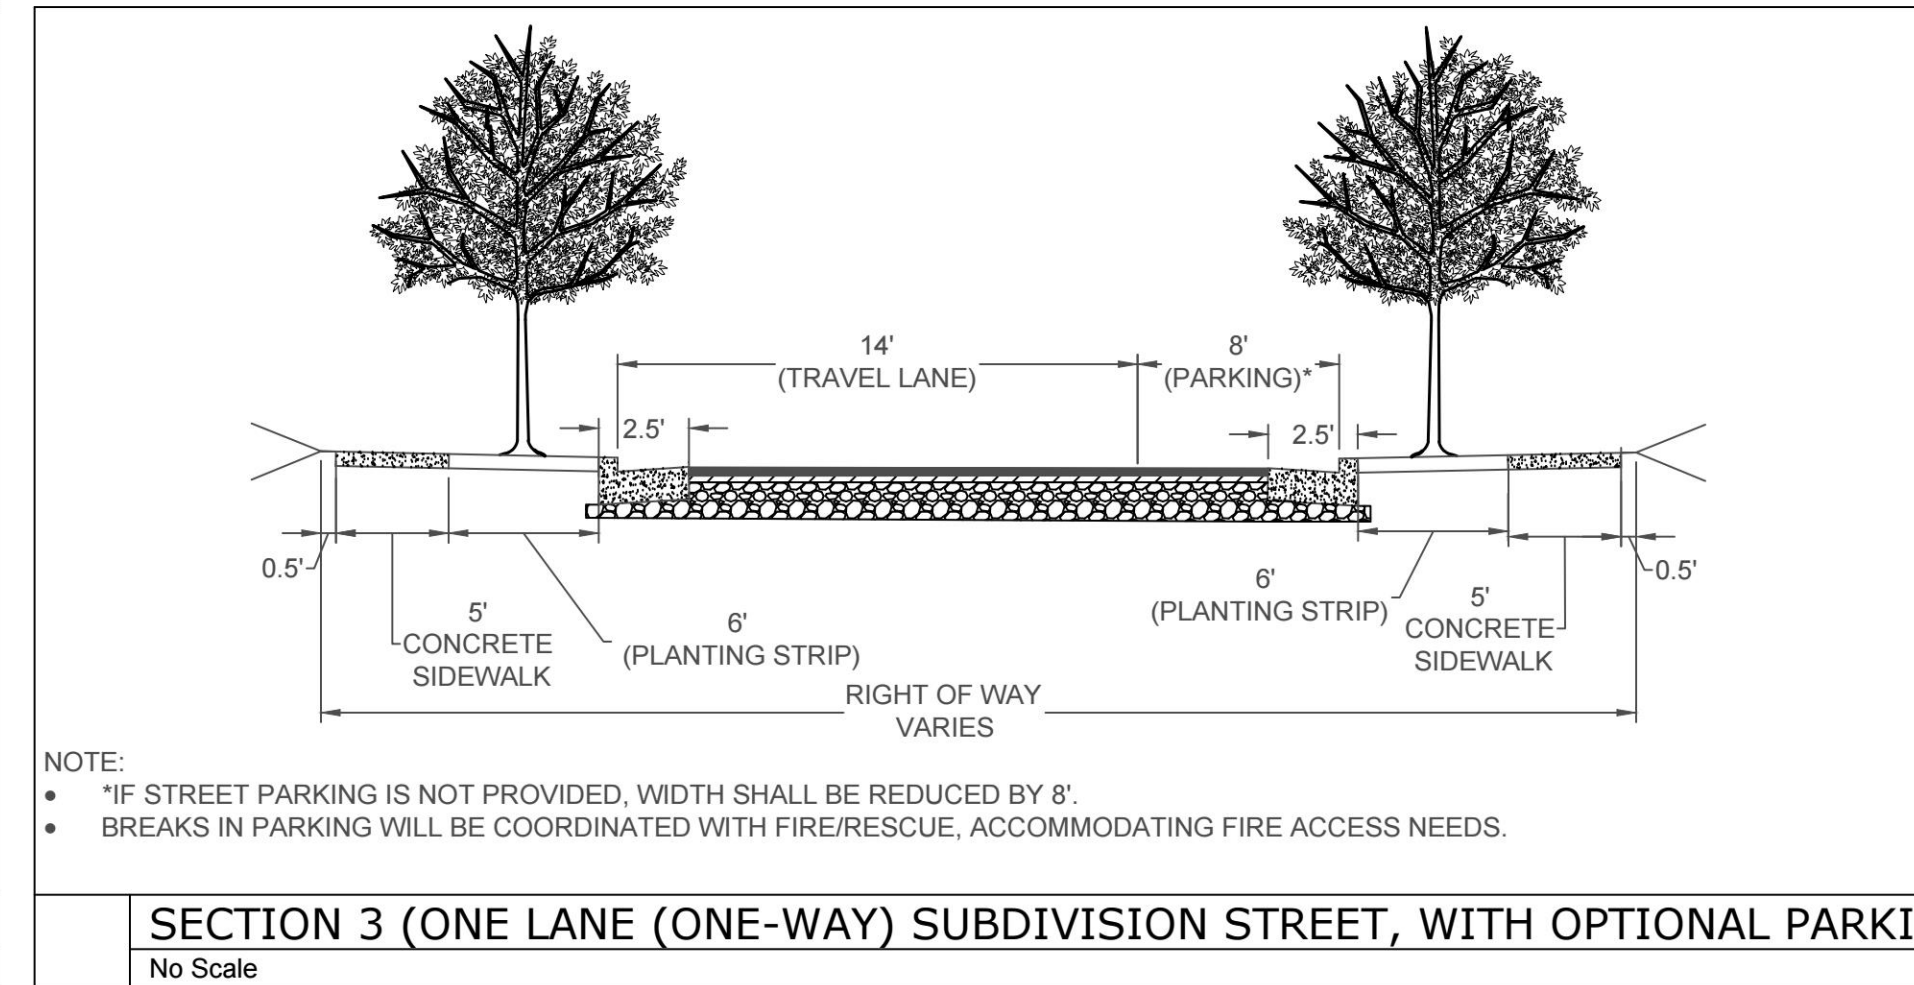 14'
(TRAVEL LANE)
8'
(PARKING)*
2.5'
2.5'
0.5'
5'
CONCRETE
SIDEWALK
6'
(PLANTING STRIP)
6'
(PLANTING STRIP)
5'
CONCRETE
SIDEWALK
0.5'
RIGHT OF WAY
VARIES
NOTE:
• *IF STREET PARKING IS NOT PROVIDED, WIDTH SHALL BE REDUCED BY 8'.
• BREAKS IN PARKING WILL BE COORDINATED WITH FIRE/RESCUE, ACCOMMODATING FIRE ACCESS NEEDS.
SECTION 3 (ONE LANE (ONE-WAY) SUBDIVISION STREET, WITH OPTIONAL PARKI
No Scale